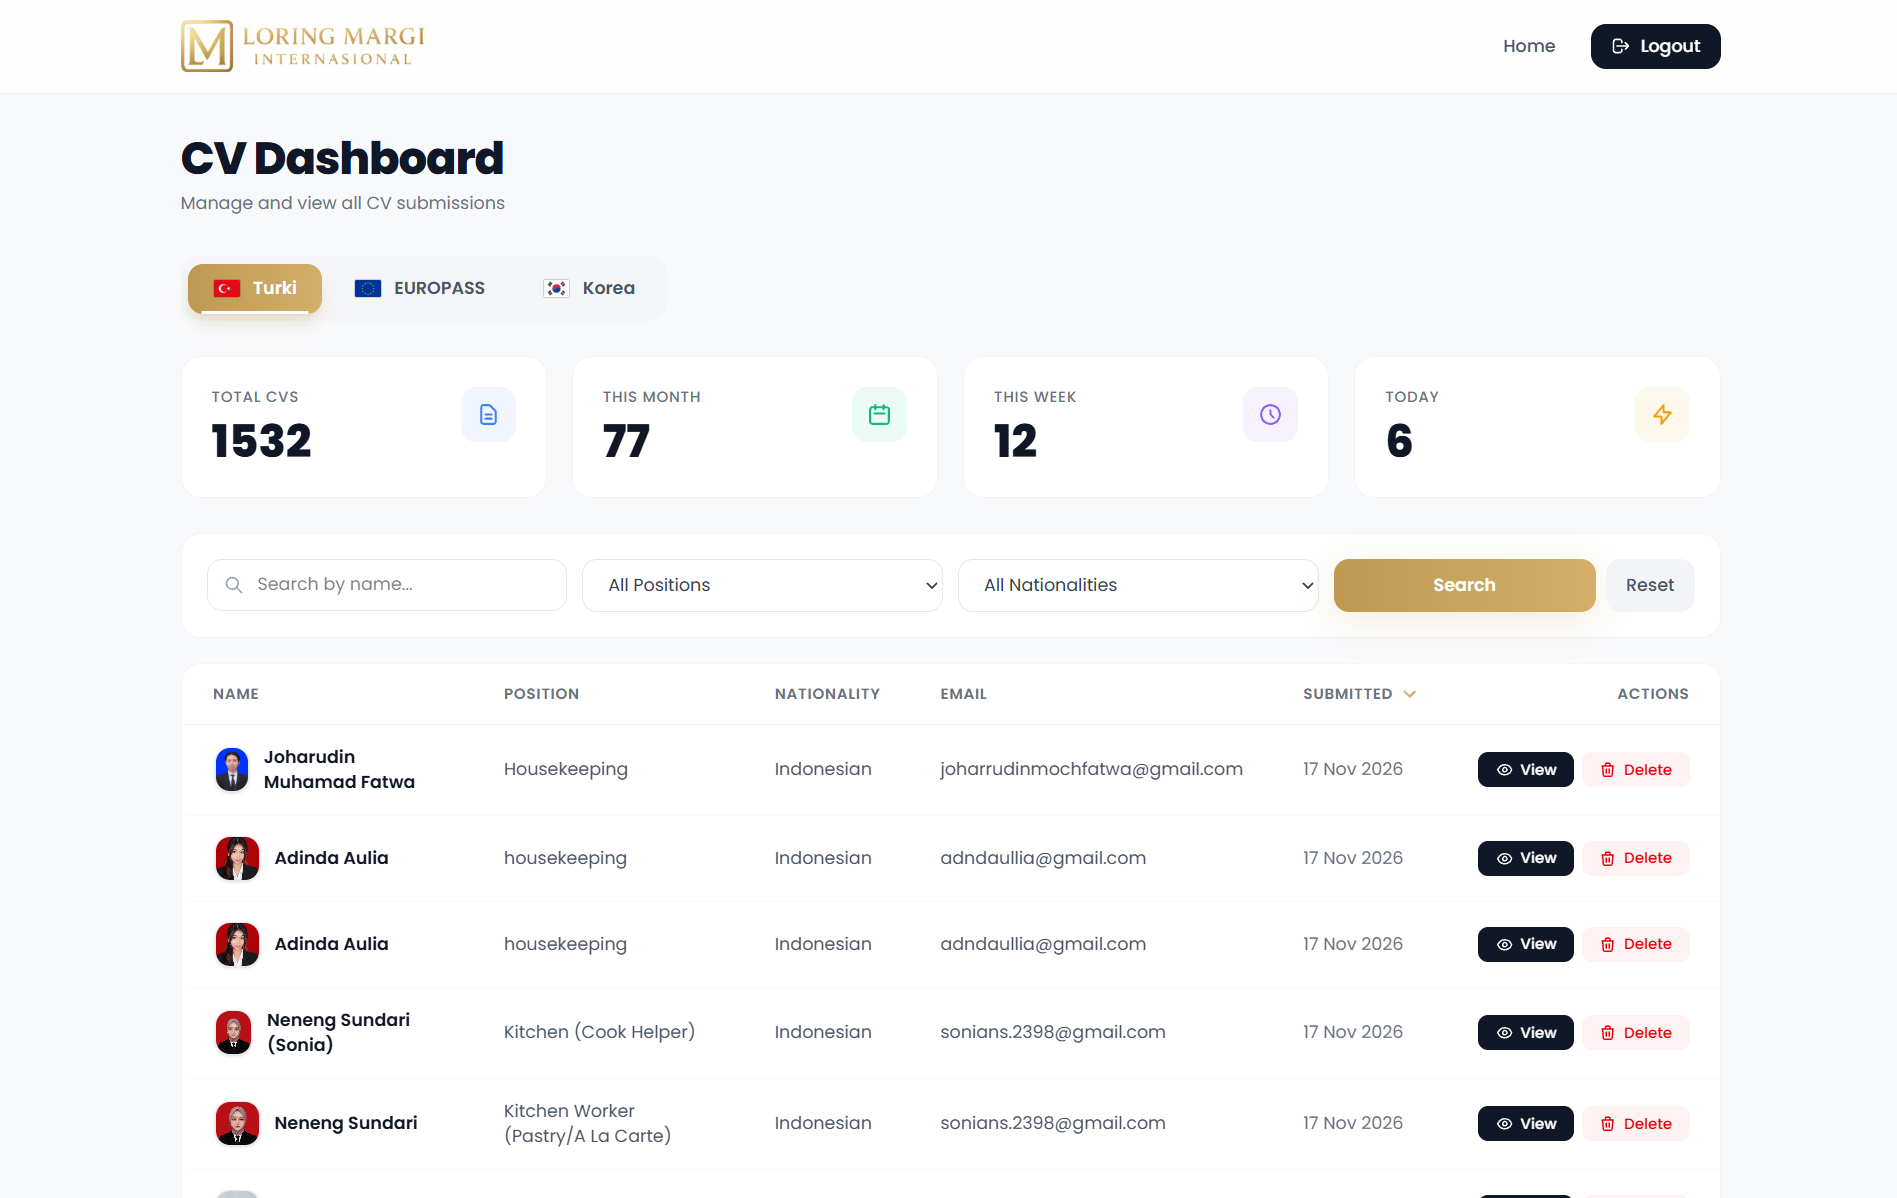 LORING MARGI
INTERNASIONAL
Home
Logout
CV Dashboard
Manage and view all CV submissions
Turki
EUROPASS
Korea
TOTAL CVS
1532
THIS MONTH
77
THIS WEEK
12
TODAY
6
Search by name...
All Positions
All Nationalities
Search
Reset
NAME POSITION NATIONALITY EMAIL SUBMITTED ACTIONS
Joharudin
Muhamad Fatwa
Housekeeping
Indonesian
joharrudinmochfatwa@gmail.com
17 Nov 2026
View
Delete
Adinda Aulia
housekeeping
Indonesian
adndaullia@gmail.com
17 Nov 2026
View
Delete
Adinda Aulia
housekeeping
Indonesian
adndaullia@gmail.com
17 Nov 2026
View
Delete
Neneng Sundari
(Sonia)
Kitchen (Cook Helper)
Indonesian
sonians.2398@gmail.com
17 Nov 2026
View
Delete
Neneng Sundari
Kitchen Worker
(Pastry/A La Carte)
Indonesian
sonians.2398@gmail.com
17 Nov 2026
View
Delete